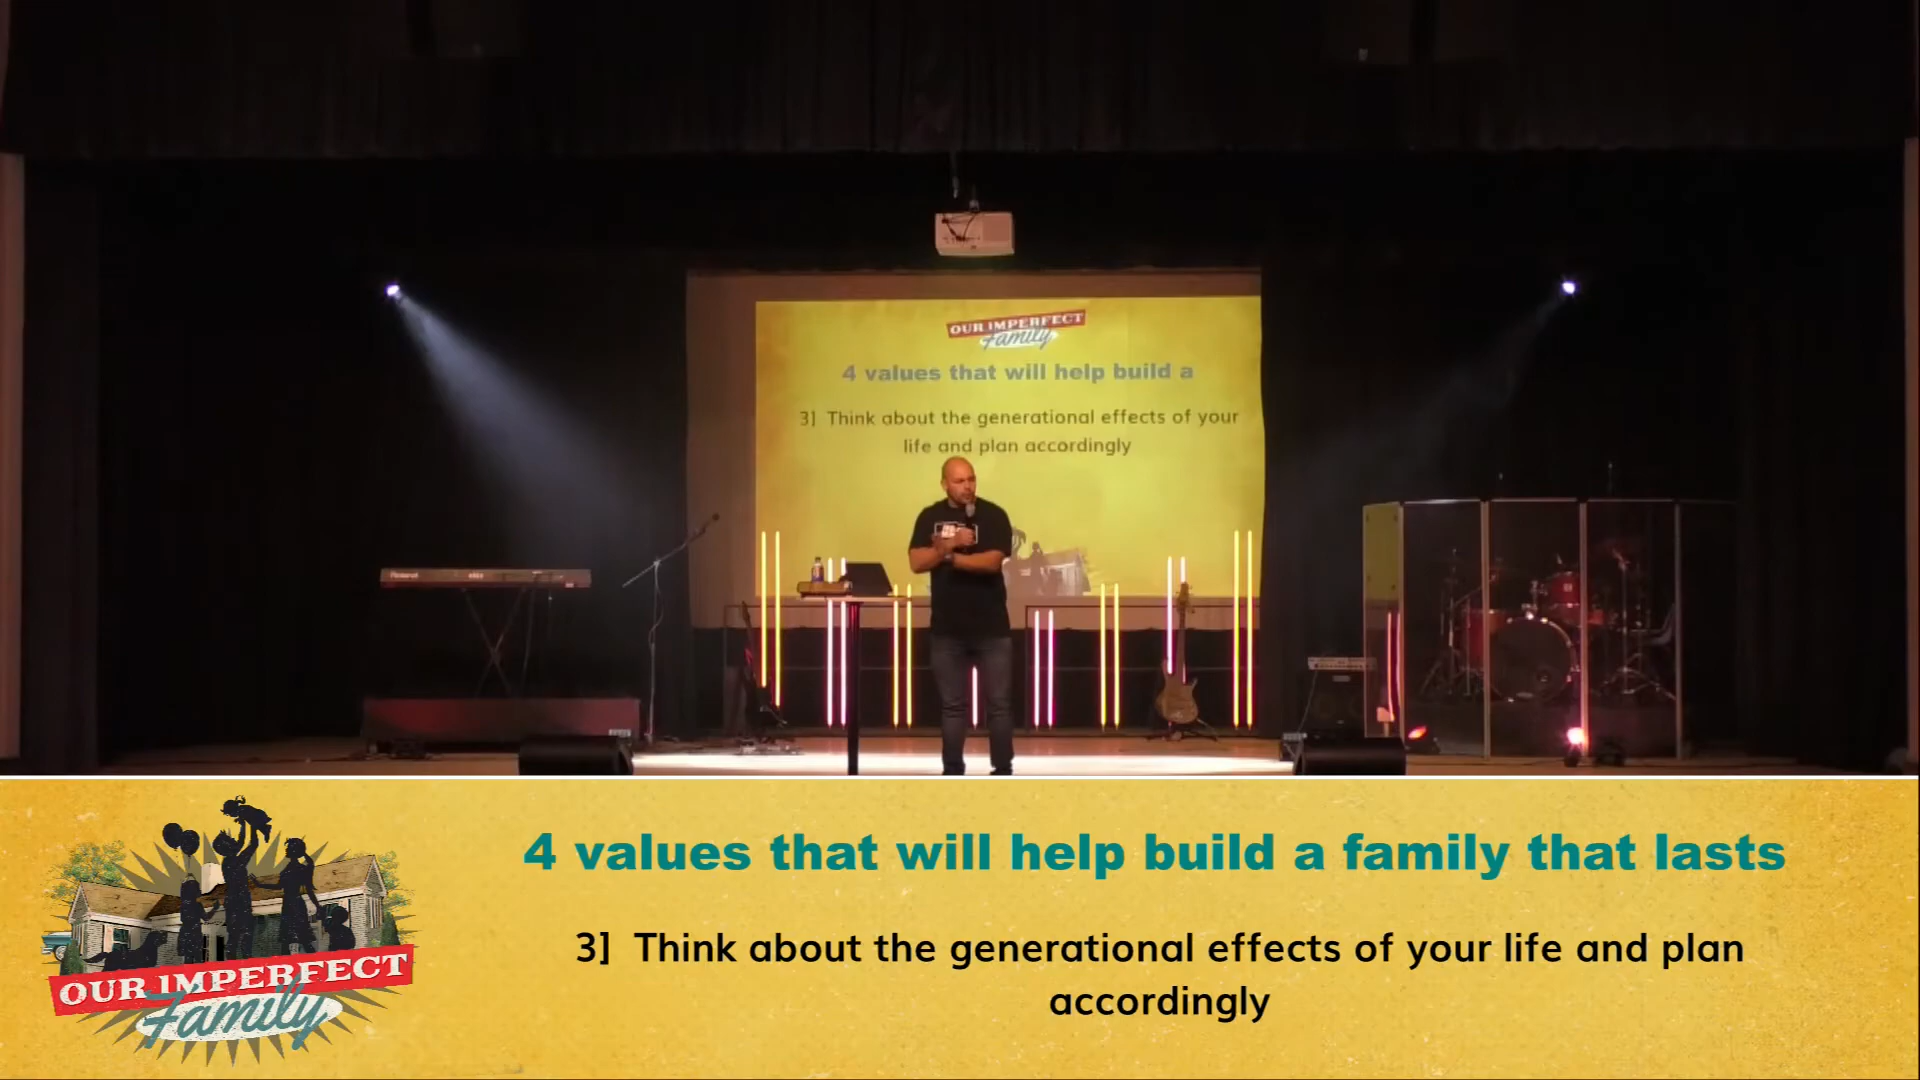 OUR IMPERFECT
Family
4 values that will help build a
3] Think about the generational effects of your
life and plan accordingly
Roland
4 values that will help build a family that lasts
3] Think about the generational effects of your life and plan
accordingly
OUR IMPERFECT
Family